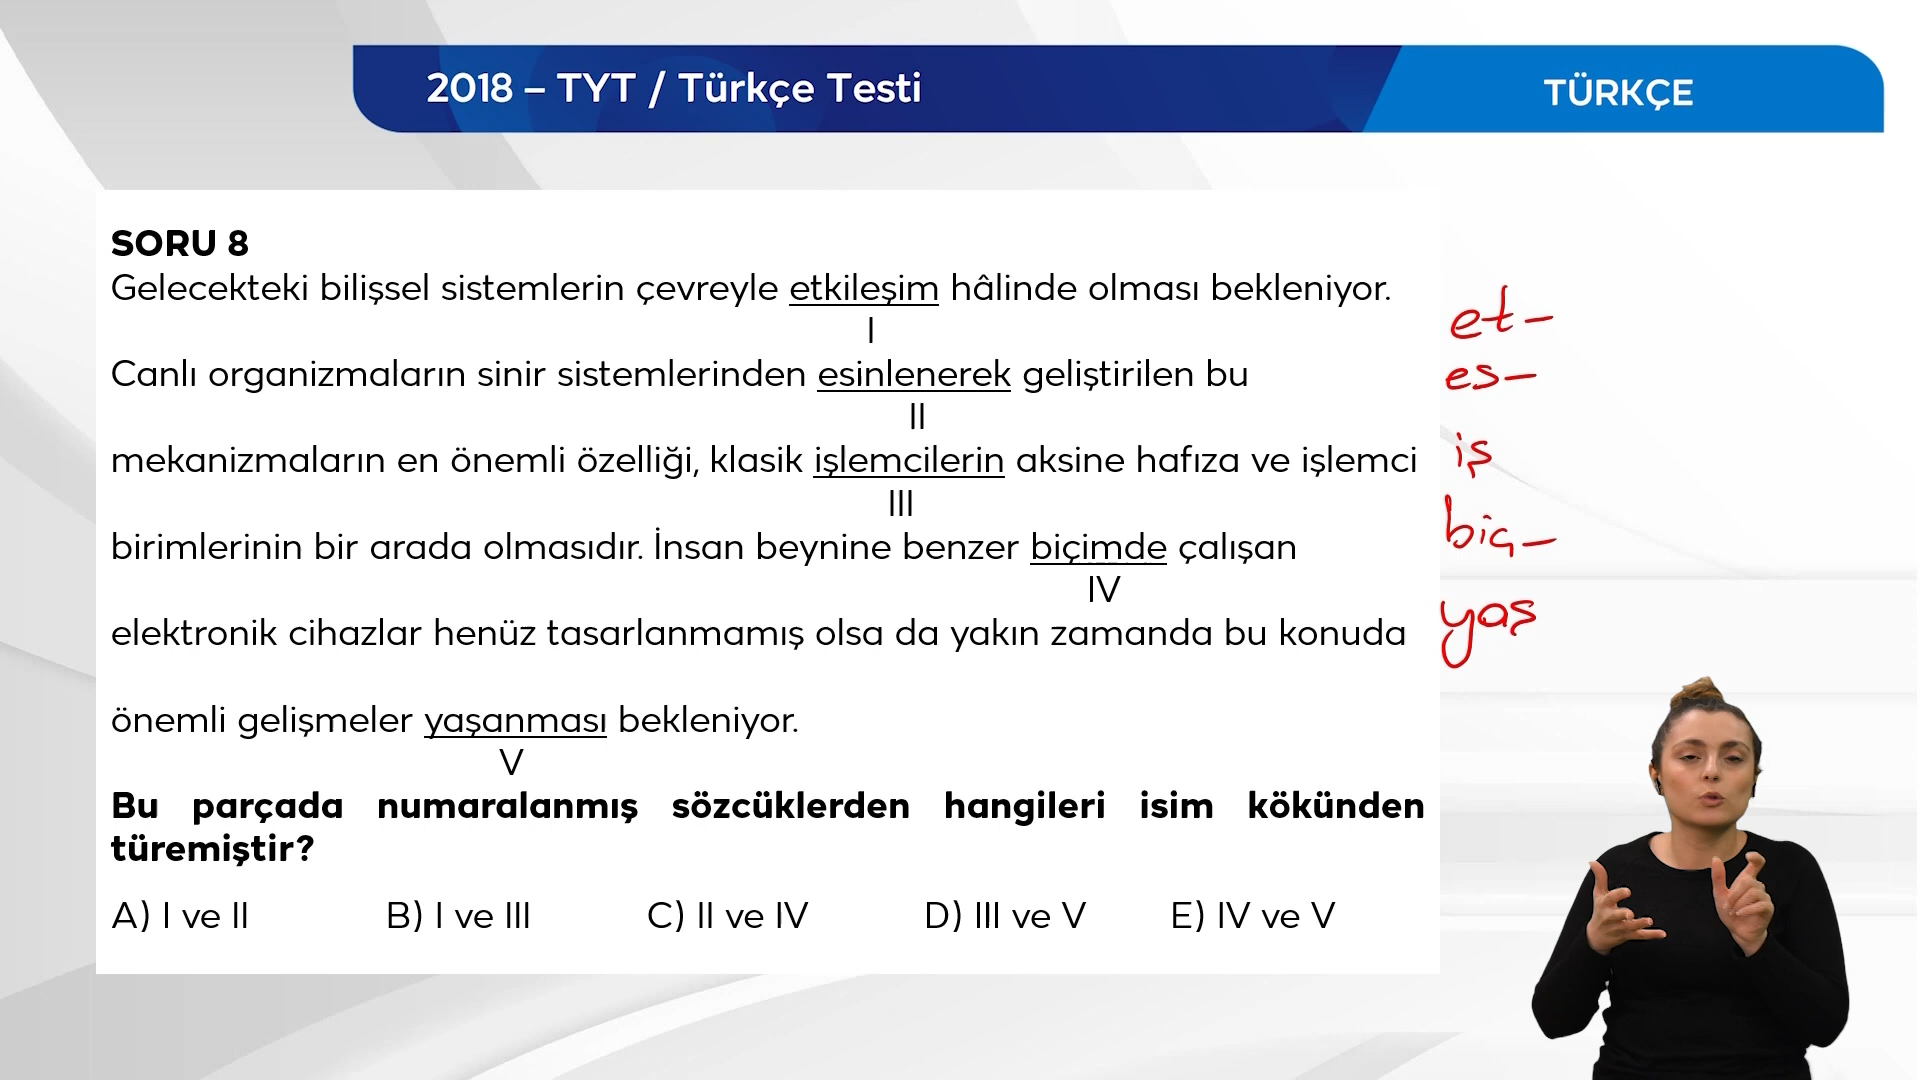 2018 – TYT / Türkçe Testi
TÜRKÇE
SORU 8
Gelecekteki bilişsel sistemlerin çevreyle etkileşim hâlinde olması bekleniyor.
I
Canlı organizmaların sinir sistemlerinden esinlenerek geliştirilen bu
II
mekanizmaların en önemli özelliği, klasik işlemcilerin aksine hafıza ve işlemci
III
birimlerinin bir arada olmasıdır. İnsan beynine benzer biçimde çalışan
IV
elektronik cihazlar henüz tasarlanmamış olsa da yakın zamanda bu konuda
önemli gelişmeler yaşanması bekleniyor.
V
Bu parçada numaralanmış sözcüklerden hangileri isim kökünden
türemiştir?
A) I ve II B) I ve III C) II ve IV D) III ve V E) IV ve V
et–
es–
iş
biç–
yaş